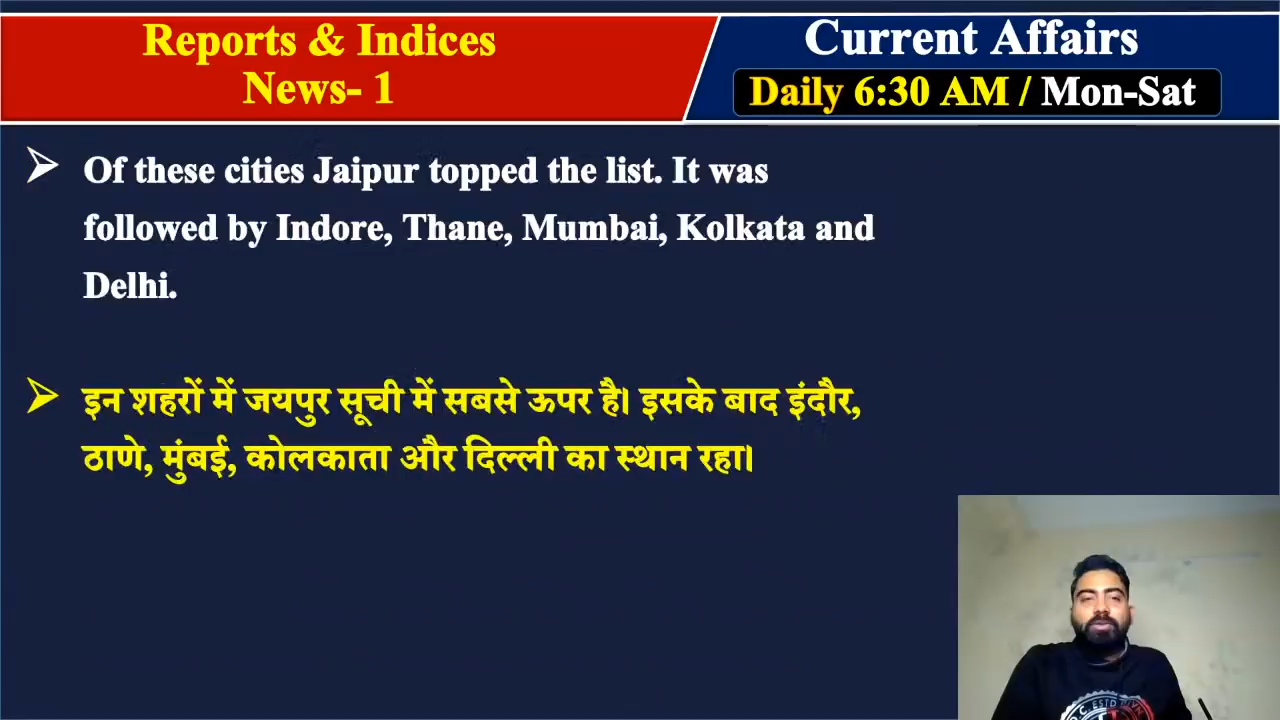 Reports & Indices
News- 1
Current Affairs
Daily 6:30 AM / Mon-Sat
Of these cities Jaipur topped the list. It was
followed by Indore, Thane, Mumbai, Kolkata and
Delhi.
इन शहरों में जयपुर सूची में सबसे ऊपर है। इसके बाद इंदौर,
ठाणे, मुंबई, कोलकाता और दिल्ली का स्थान रहा।